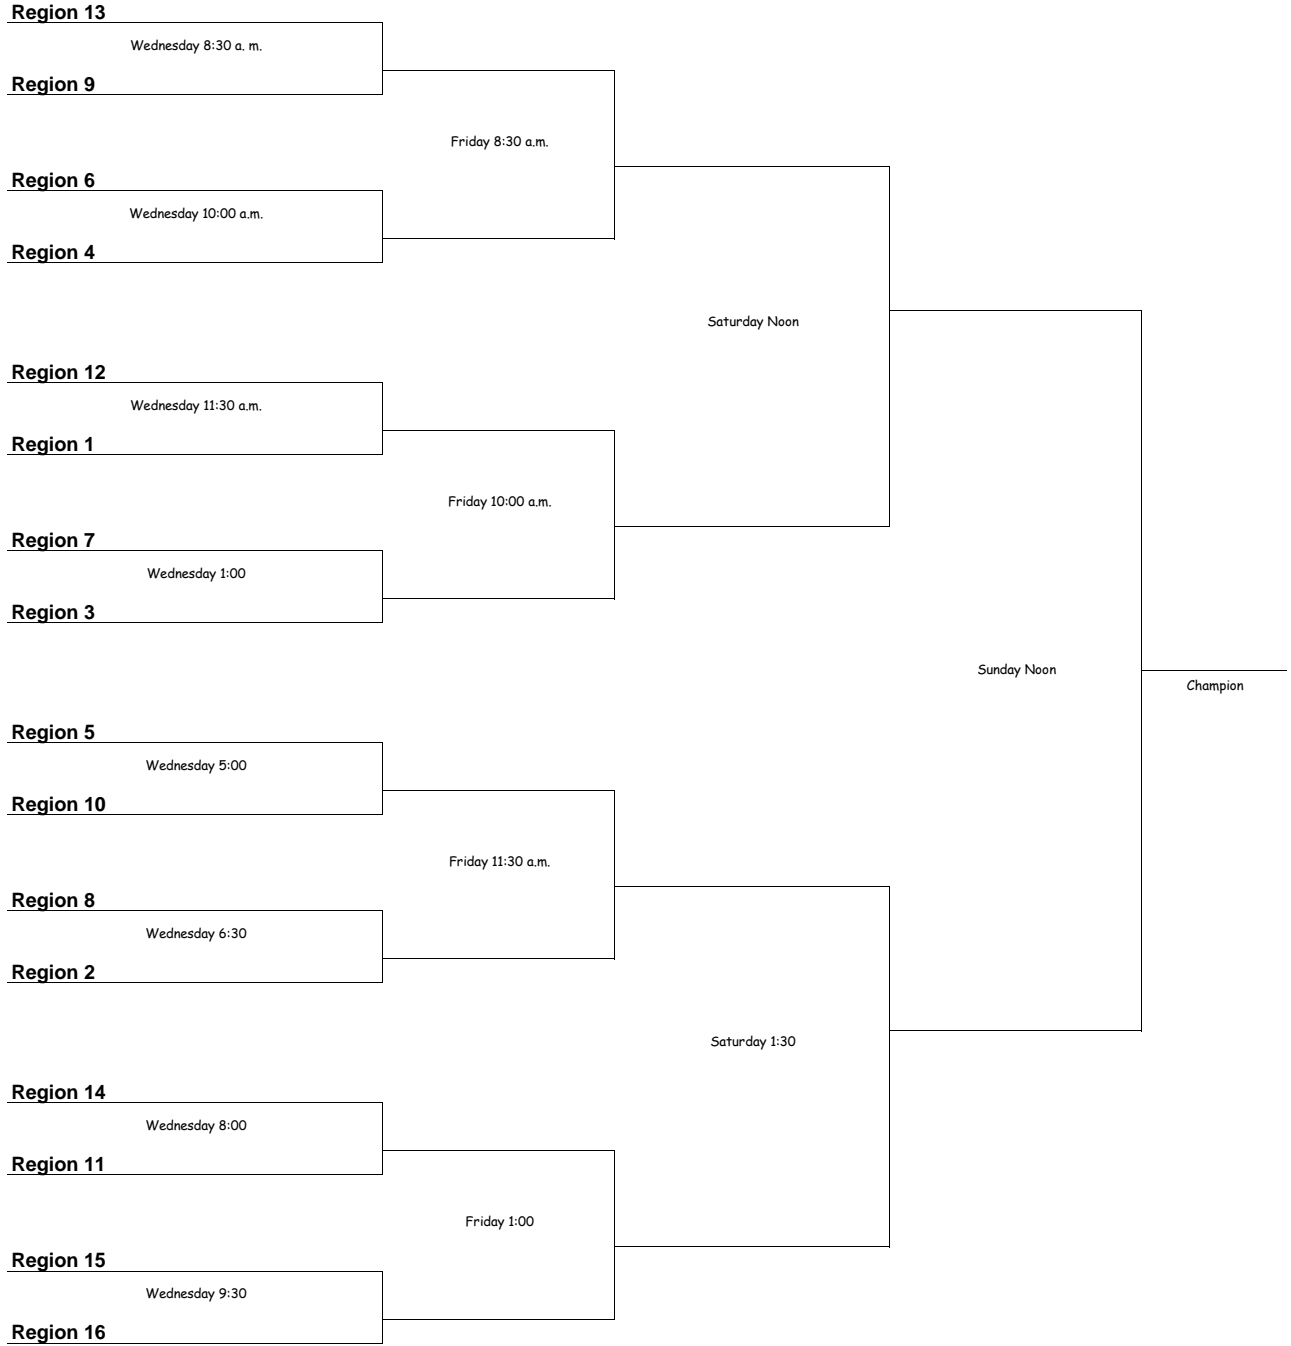 Region 13
Wednesday 8:30 a. m.
Region 9
Friday 8:30 a.m.
Region 6
Wednesday 10:00 a.m.
Region 4
Saturday Noon
Region 12
Wednesday 11:30 a.m.
Region 1
Friday 10:00 a.m.
Region 7
Wednesday 1:00
Region 3
Sunday Noon
Champion
Region 5
Wednesday 5:00
Region 10
Friday 11:30 a.m.
Region 8
Wednesday 6:30
Region 2
Saturday 1:30
Region 14
Wednesday 8:00
Region 11
Friday 1:00
Region 15
Wednesday 9:30
Region 16